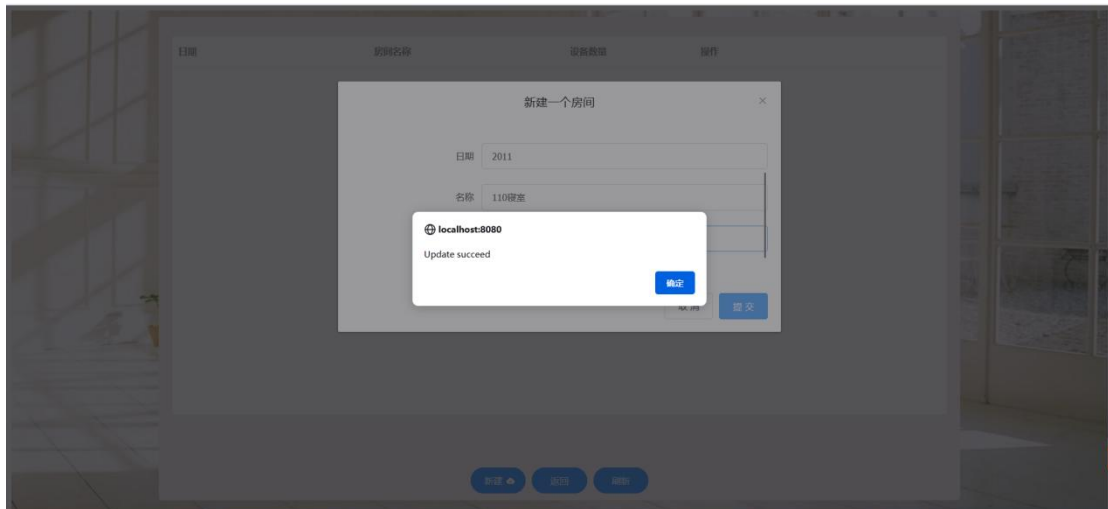 日期 房间名称 设备数量 操作
新建一个房间 ×
日期 2011
名称 110寝室
localhost:8080
Update succeed
确定
取消 提交
新建 返回 刷新